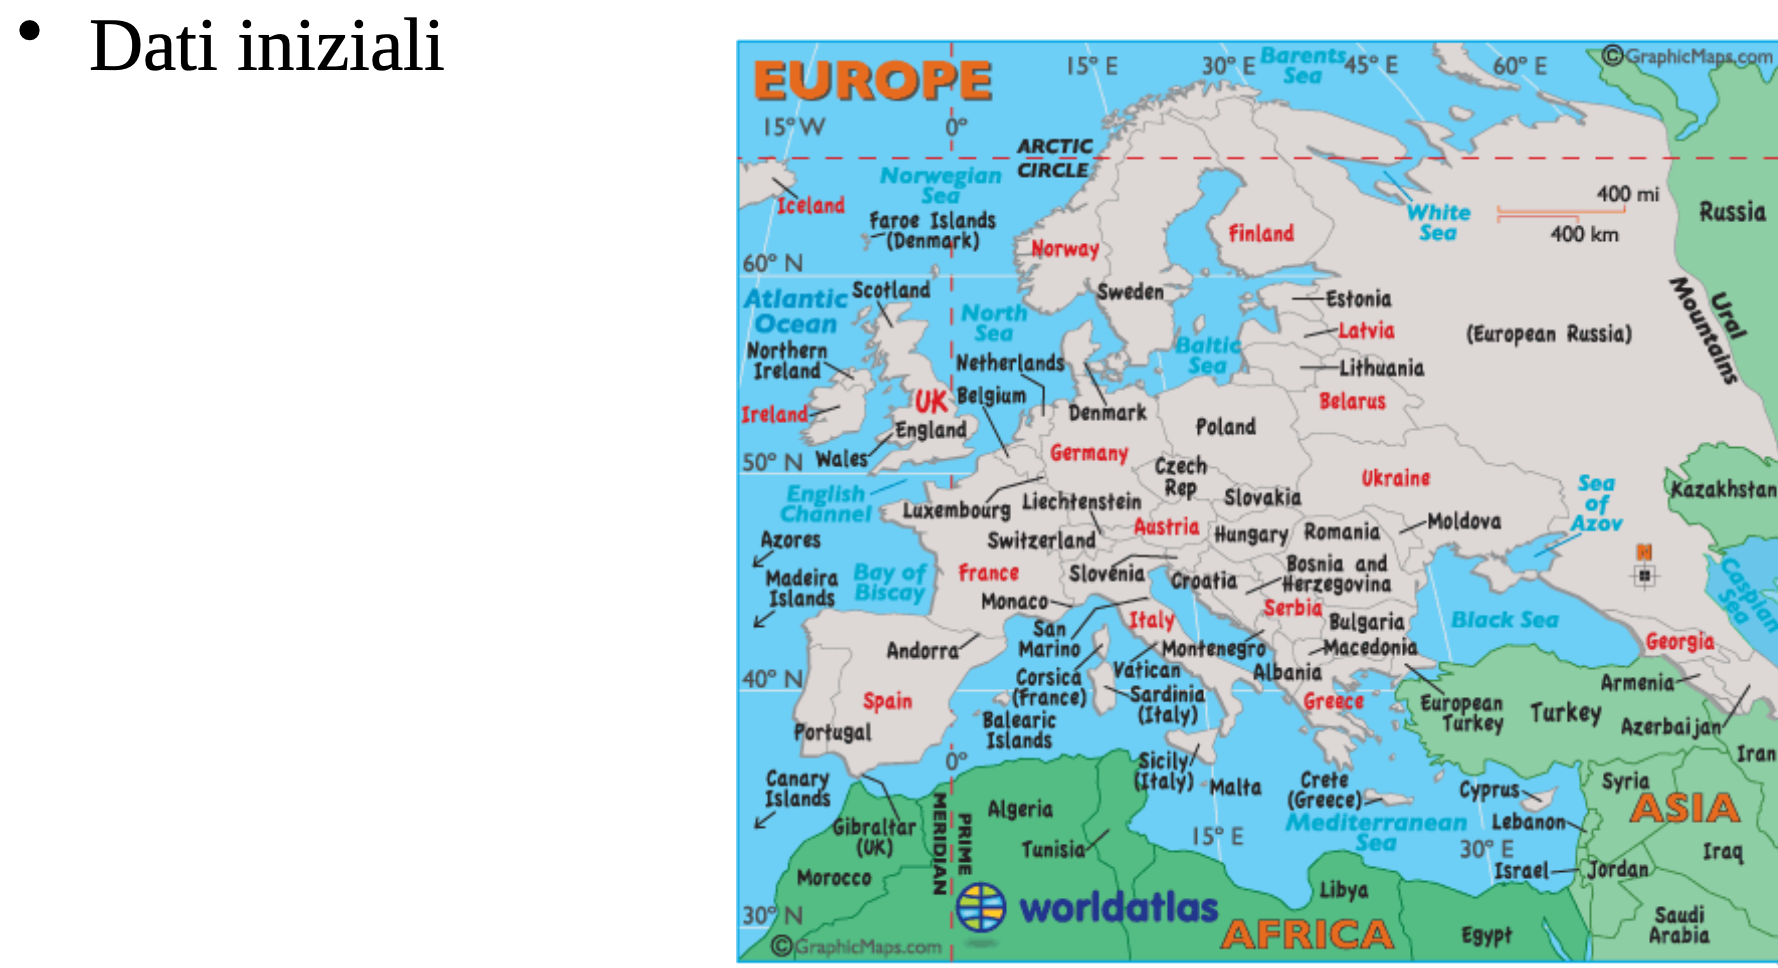 • Dati iniziali
EUROPE
15° W
0°
15° E
30° E
Barents
Sea
45° E
60° E
©GraphicMaps.com
ARCTIC
CIRCLE
Norwegian
Sea
Iceland
Faroe Islands
(Denmark)
Norway
Finland
White
Sea
400 mi
400 km
Russia
60° N
Atlantic
Ocean
Scotland
North
Sea
Sweden
Estonia
Latvia
Lithuania
Baltic
Sea
(European Russia)
Ural
Mountains
Northern
Ireland
Netherlands
Belgium
Ireland
UK
England
Wales
Denmark
Belarus
Poland
Germany
50° N
English
Channel
Czech
Rep
Ukraine
Kazakhstan
Luxembourg
Liechtenstein
Slovakia
Sea
of
Azov
Austria
Hungary
Romania
Moldova
Azores
Switzerland
Madeira
Islands
Bay of
Biscay
France
Slovenia
Croatia
Bosnia and
Herzegovina
N
Caspian
Sea
Monaco
San
Marino
Italy
Serbia
Bulgaria
Black Sea
Georgia
Andorra
Montenegro
Macedonia
40° N
Corsica
(France)
Vatican
Albania
Armenia
Spain
Sardinia
(Italy)
Greece
European
Turkey
Turkey
Azerbaijan
Balearic
Islands
Portugal
0°
Iran
Canary
Islands
Sicily
(Italy)
Malta
Crete
(Greece)
Cyprus
Syria
ASIA
PRIME
MERIDIAN
Algeria
Gibraltar
(UK)
Tunisia
15° E
Mediterranean
Sea
30° E
Lebanon
Iraq
Morocco
Israel
Jordan
Libya
30° N
worldatlas
AFRICA
Egypt
Saudi
Arabia
©GraphicMaps.com